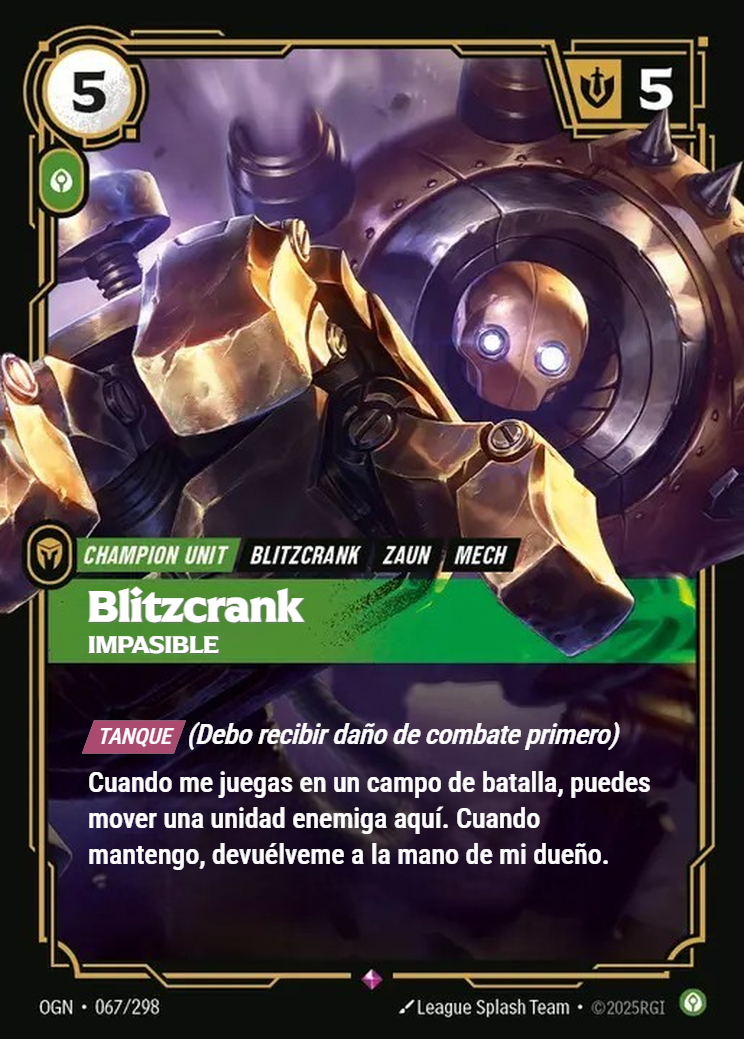 5
5
CHAMPION UNIT BLITZCRANK ZAUN MECH
Blitzcrank
IMPASIBLE
TANQUE (Debo recibir daño de combate primero)
Cuando me juegas en un campo de batalla, puedes
mover una unidad enemiga aquí. Cuando
mantengo, devuélveme a la mano de mi dueño.
OGN • 067/298
League Splash Team • ©2025RGI